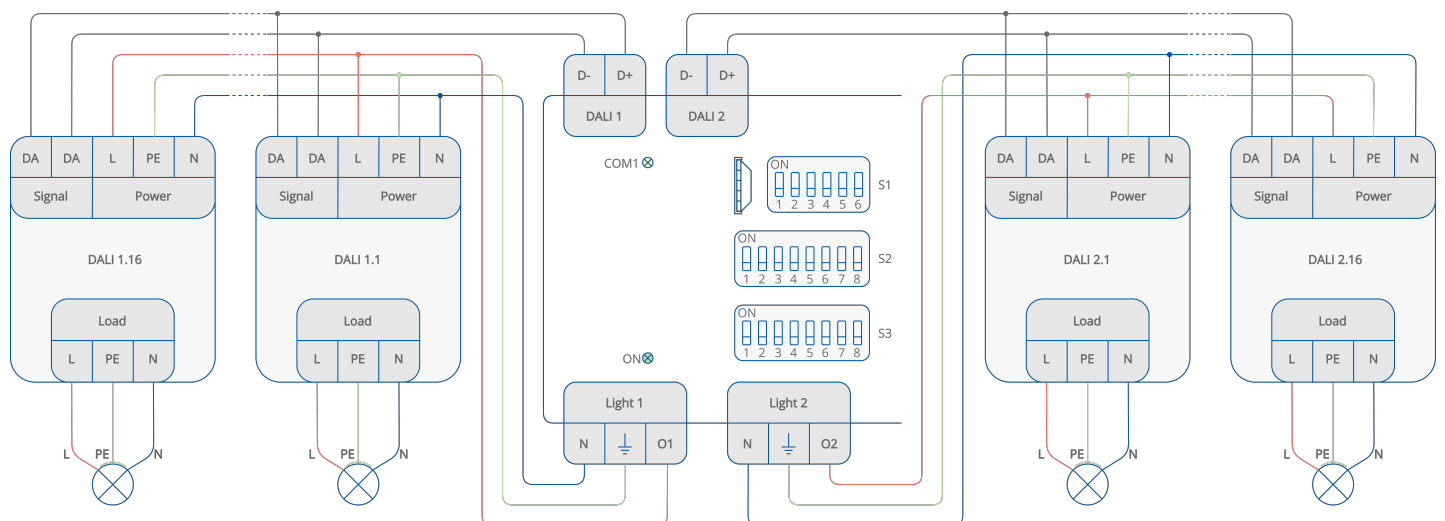 D- D+ D- D+
DALI 1 DALI 2
DA DA L PE N DA DA L PE N COM1 DA DA L PE N DA DA L PE N
ON
S1
1 2 3 4 5 6
Signal Power Signal Power Signal Power Signal Power
ON
DALI 1.16 DALI 1.1 S2 DALI 2.1 DALI 2.16
1 2 3 4 5 6 7 8
ON
Load Load S3 Load Load
1 2 3 4 5 6 7 8
L PE N L PE N ON L PE N L PE N
Light 1 Light 2
N O1 N O2
L PE N L PE N L PE N L PE N